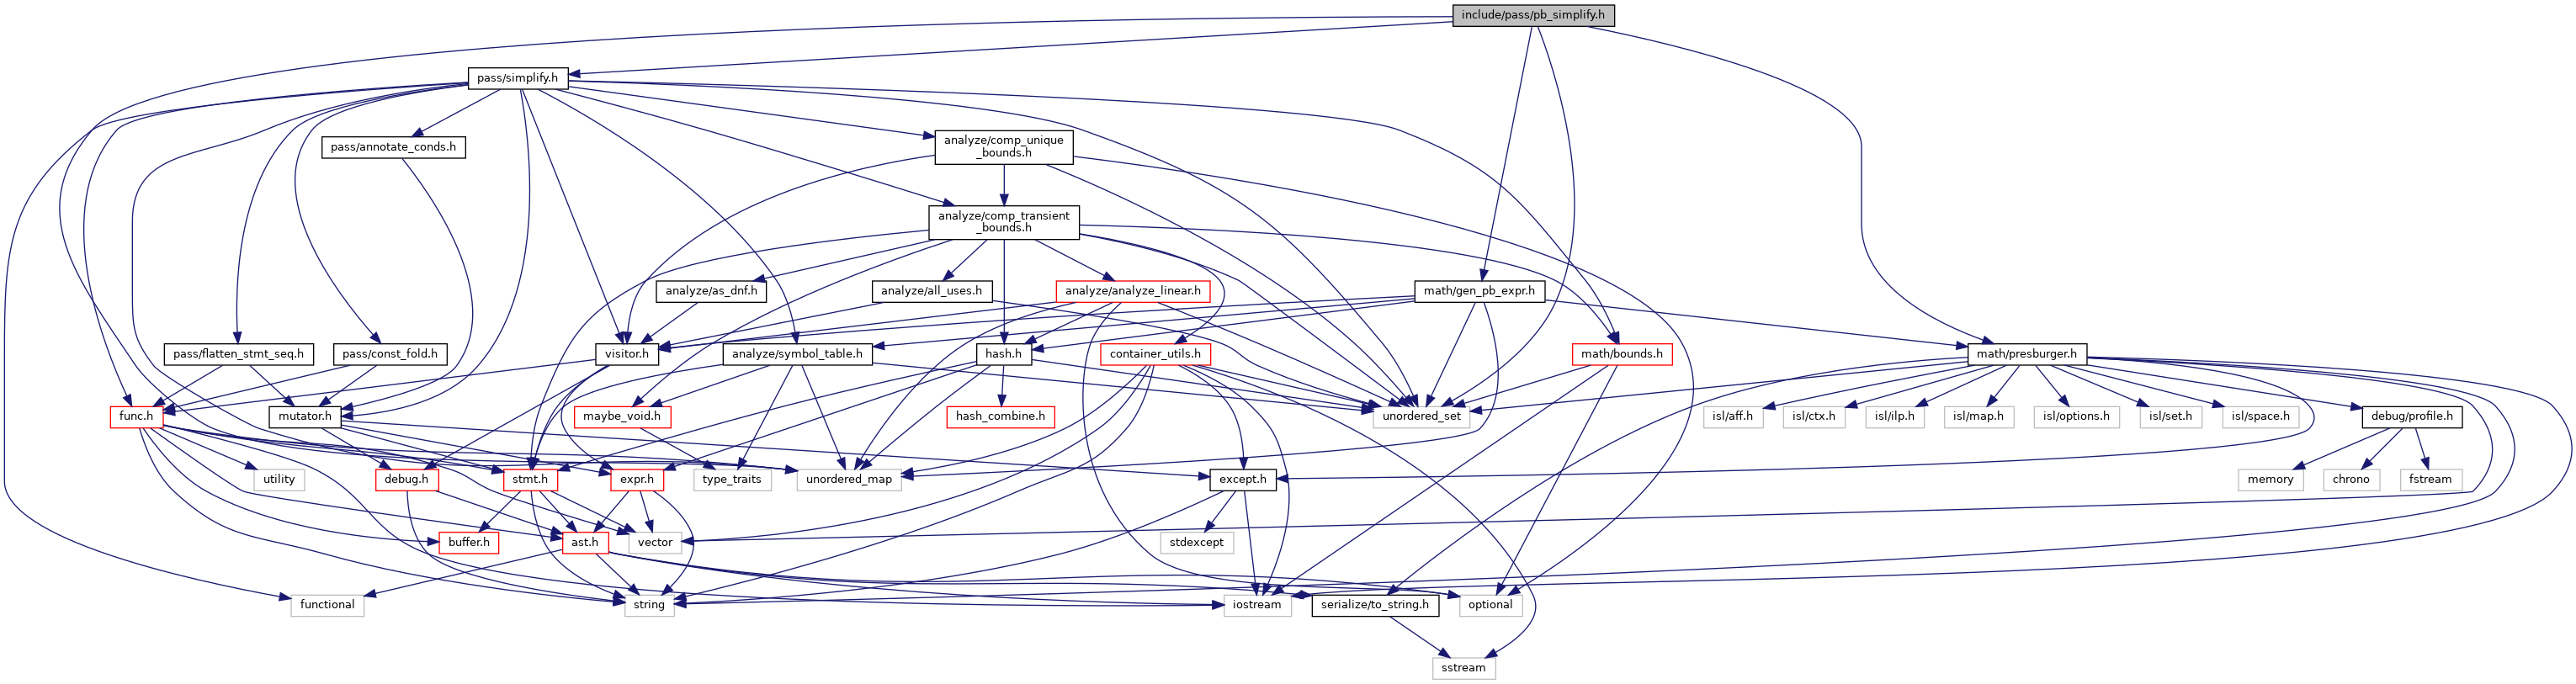 include/pass/pb_simplify.h
pass/simplify.h
pass/annotate_conds.h
analyze/comp_unique
_bounds.h
analyze/comp_transient
_bounds.h
analyze/as_dnf.h
analyze/all_uses.h
analyze/analyze_linear.h
math/gen_pb_expr.h
pass/flatten_stmt_seq.h
pass/const_fold.h
visitor.h
analyze/symbol_table.h
hash.h
container_utils.h
math/bounds.h
math/presburger.h
func.h
mutator.h
maybe_void.h
hash_combine.h
unordered_set
isl/aff.h
isl/ctx.h
isl/ilp.h
isl/map.h
isl/options.h
isl/set.h
isl/space.h
debug/profile.h
utility
debug.h
stmt.h
expr.h
type_traits
unordered_map
except.h
memory
chrono
fstream
buffer.h
ast.h
vector
stdexcept
functional
string
iostream
serialize/to_string.h
optional
sstream